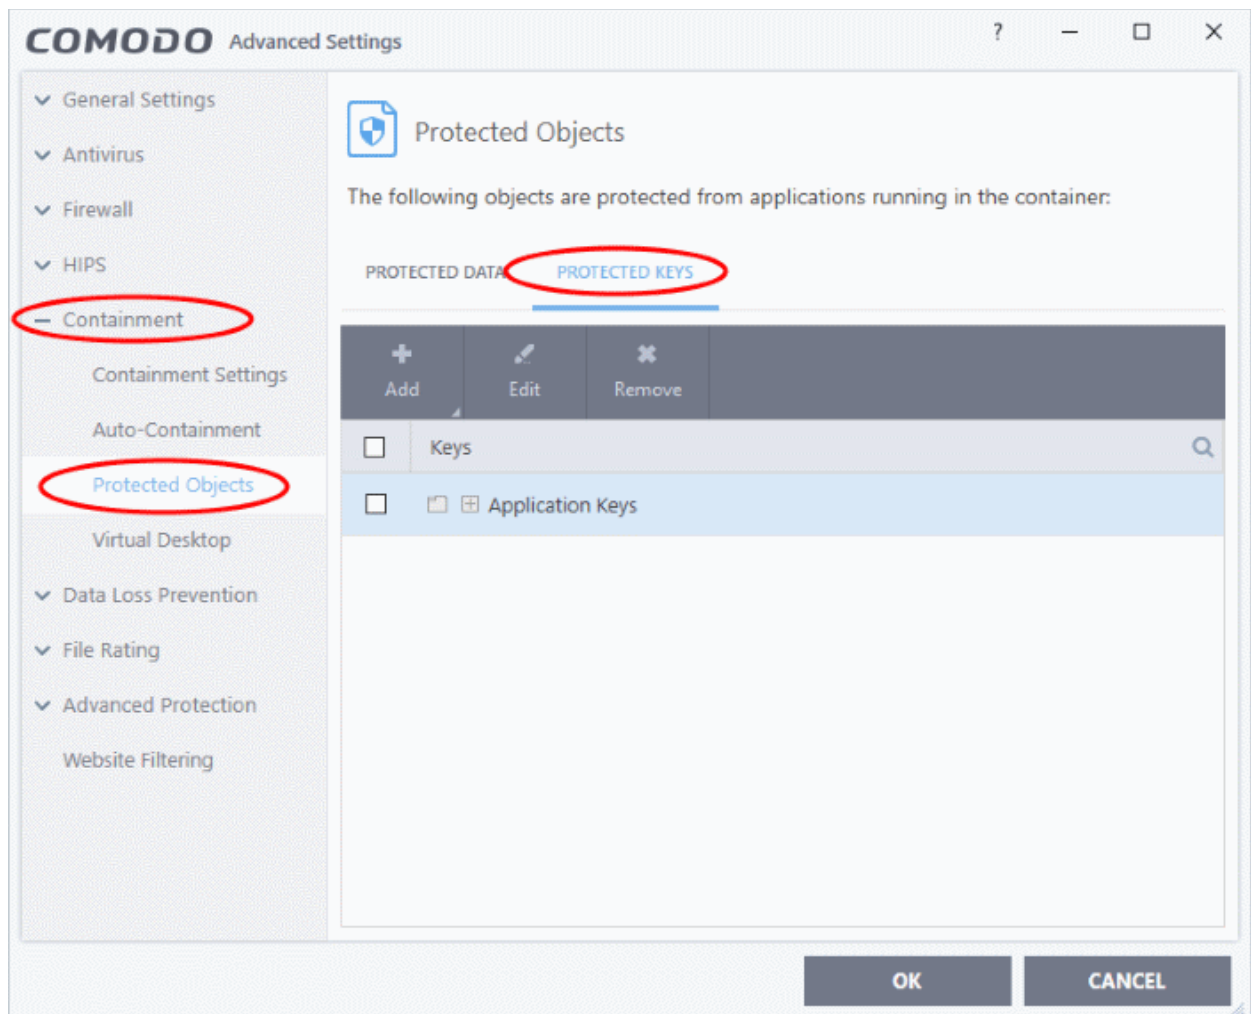 COMODO Advanced Settings ?
General Settings
Antivirus
Firewall
HIPS
Containment
Containment Settings
Auto-Containment
Protected Objects
Virtual Desktop
Data Loss Prevention
File Rating
Advanced Protection
Website Filtering
Protected Objects
The following objects are protected from applications running in the container:
PROTECTED DATA PROTECTED KEYS
Add Edit Remove
Keys
Application Keys
OK CANCEL